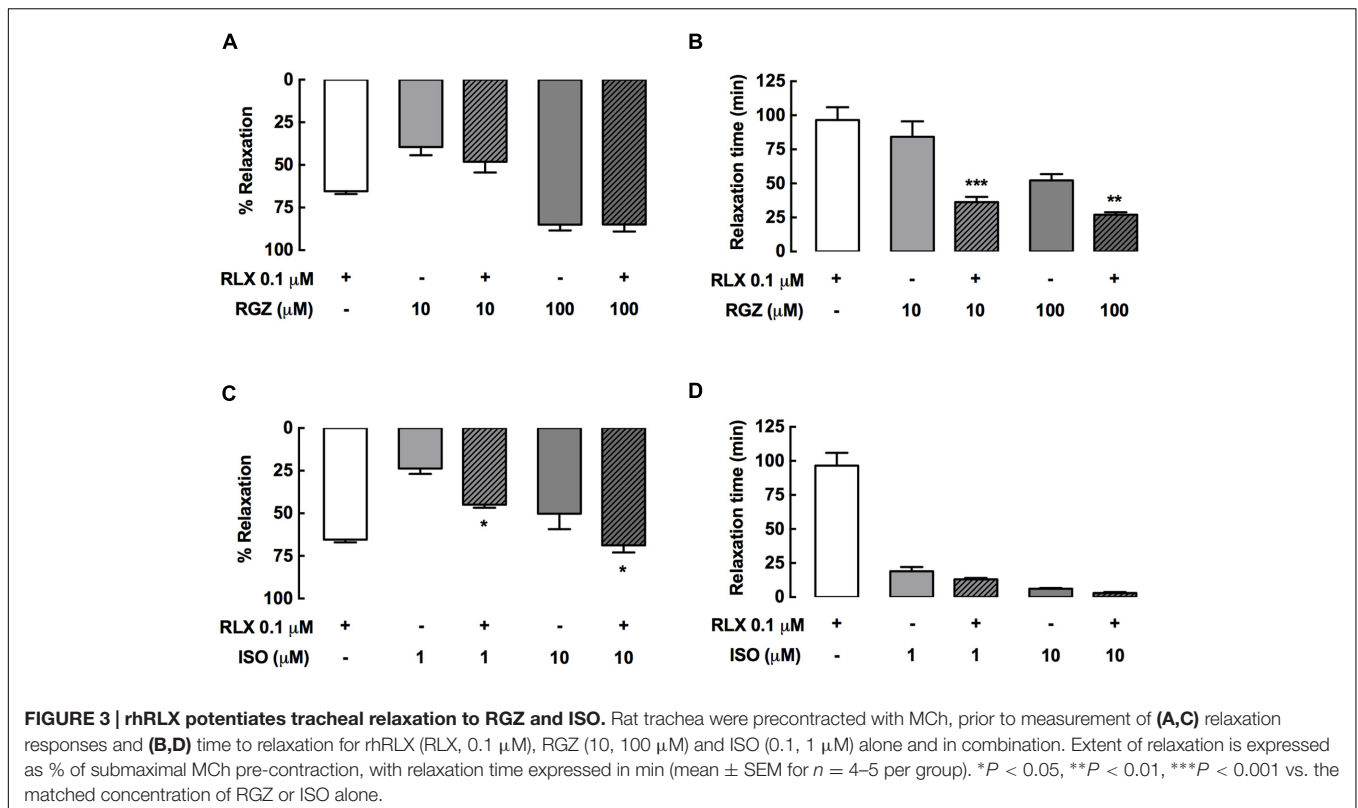 A
% Relaxation
0
25
50
75
100
RLX 0.1 μM + - + - +
RGZ (μM) - 10 10 100 100
B
Relaxation time (min)
125
100
75
50
25
0
***
**
RLX 0.1 μM + - + - +
RGZ (μM) - 10 10 100 100
C
% Relaxation
0
25
50
75
100
*
*
RLX 0.1 μM + - + - +
ISO (μM) - 1 1 10 10
D
Relaxation time (min)
125
100
75
50
25
0
RLX 0.1 μM + - + - +
ISO (μM) - 1 1 10 10
FIGURE 3 | rhRLX potentiates tracheal relaxation to RGZ and ISO. Rat trachea were precontracted with MCh, prior to measurement of (A,C) relaxation
responses and (B,D) time to relaxation for rhRLX (RLX, 0.1 μM), RGZ (10, 100 μM) and ISO (0.1, 1 μM) alone and in combination. Extent of relaxation is expressed
as % of submaximal MCh pre-contraction, with relaxation time expressed in min (mean ± SEM for n = 4–5 per group). *P < 0.05, **P < 0.01, ***P < 0.001 vs. the
matched concentration of RGZ or ISO alone.